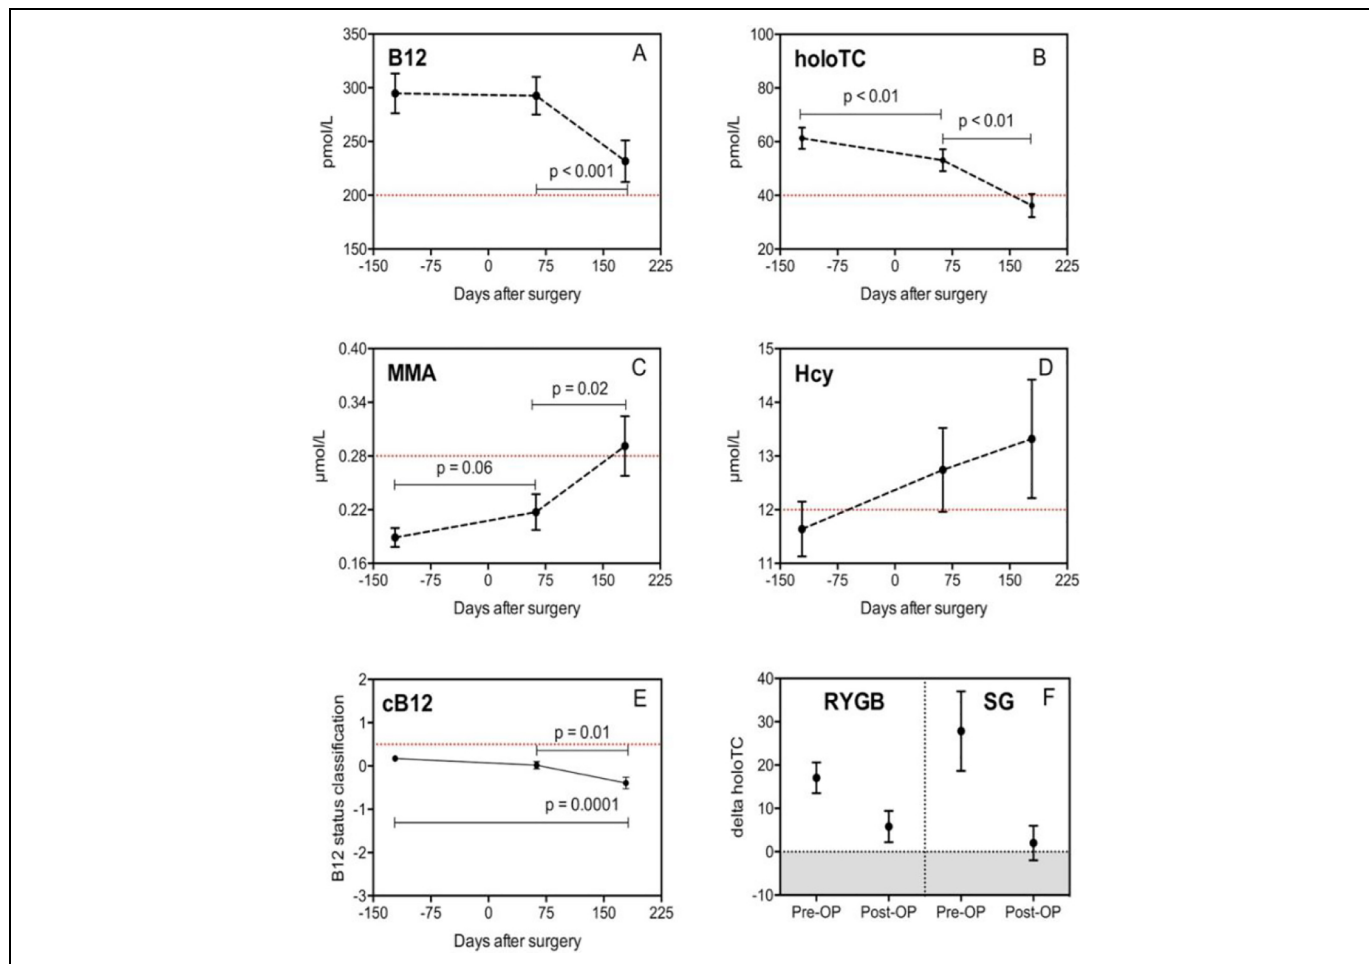 B12
A
pmol/L
350
300
250
200
150
p < 0.001
-150 -75 0 75 150 225
Days after surgery
holoTC
B
pmol/L
100
80
60
40
20
p < 0.01
p < 0.01
-150 -75 0 75 150 225
Days after surgery
MMA
C
µmol/L
0.40
0.34
0.28
0.22
0.16
p = 0.02
p = 0.06
-150 -75 0 75 150 225
Days after surgery
Hcy
D
µmol/L
15
14
13
12
11
-150 -75 0 75 150 225
Days after surgery
cB12
E
B12 status classification
2
1
0
-1
-2
-3
p = 0.01
p = 0.0001
-150 -75 0 75 150 225
Days after surgery
RYGB
SG
F
delta holoTC
40
30
20
10
0
-10
Pre-OP Post-OP Pre-OP Post-OP